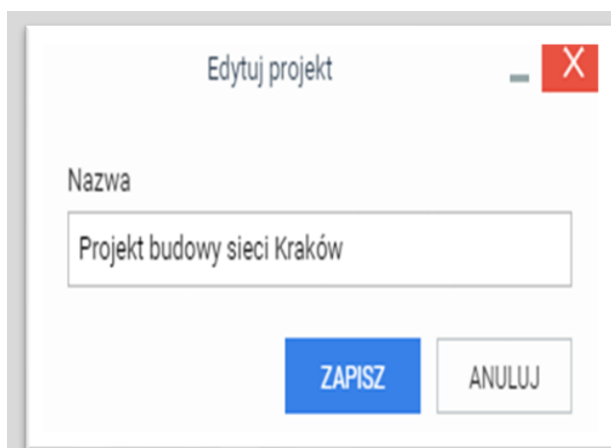 Edytuj projekt
Nazwa
Projekt budowy sieci Kraków
ZAPISZ ANULUJ